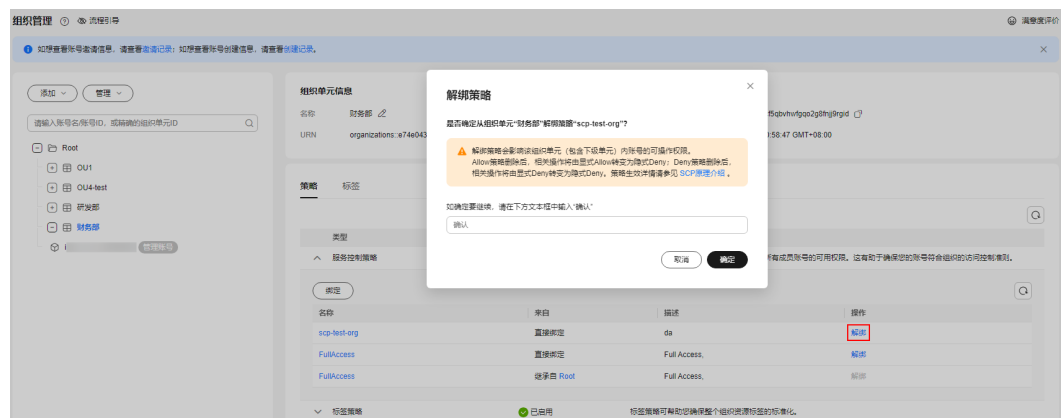 组织管理 流程引导 满意度评价
如想查看账号邀请信息，请查看邀请记录；如想查看账号创建信息，请查看创建记录。
添加 管理
请输入账号名/账号ID，或精确的组织单元ID
Root
OU1
OU4-test
研发部
财务部
管理账号
组织单元信息
名称 财务部
URN organizations::e74e043
f5qbvhwfgqo2g8fhjj9rgid
:58:47 GMT+08:00
策略 标签
类型
服务控制策略
所有成员账号的可用权限。这有助于确保您的账号符合组织的访问控制准则。
绑定
名称 来自 描述 操作
scp-test-org 直接绑定 da 解绑
FullAccess 直接绑定 Full Access, 解绑
FullAccess 继承自 Root Full Access, 解绑
标签策略 已启用 标签策略可帮助您确保整个组织资源标签的标准化。
解绑策略
是否确定从组织单元“财务部”解绑策略“scp-test-org”？
解绑策略会影响该组织单元（包含下级单元）内账号的可操作权限。
Allow策略删除后，相关操作将由显式Allow转变为隐式Deny；Deny策略删除后，
相关操作将由显式Deny转变为隐式Deny。策略生效详情请参见 SCP原理介绍 。
如确定要继续，请在下方文本框中输入“确认”
确认
取消 确定